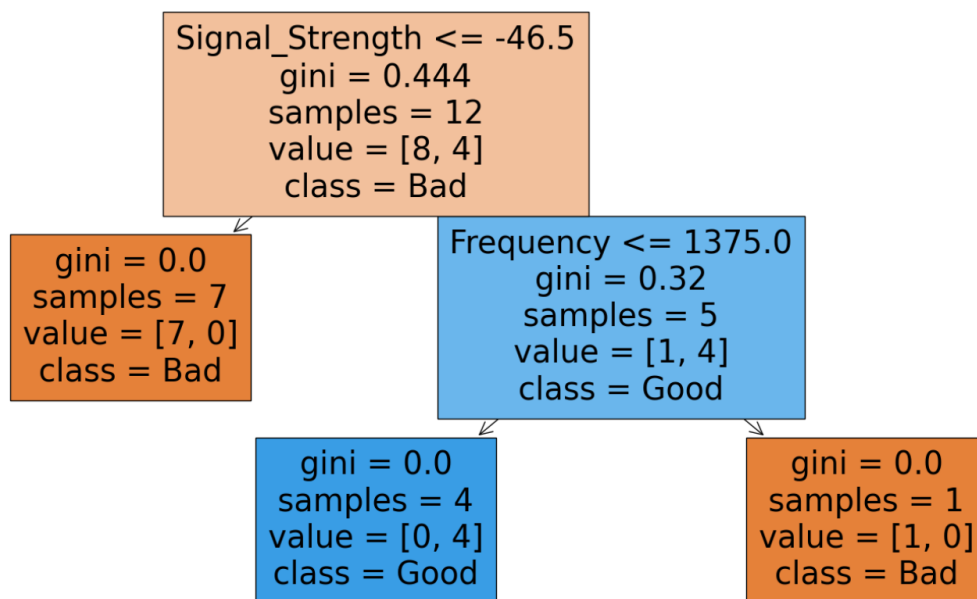 Signal_Strength <= -46.5
gini = 0.444
samples = 12
value = [8, 4]
class = Bad
gini = 0.0
samples = 7
value = [7, 0]
class = Bad
Frequency <= 1375.0
gini = 0.32
samples = 5
value = [1, 4]
class = Good
gini = 0.0
samples = 4
value = [0, 4]
class = Good
gini = 0.0
samples = 1
value = [1, 0]
class = Bad